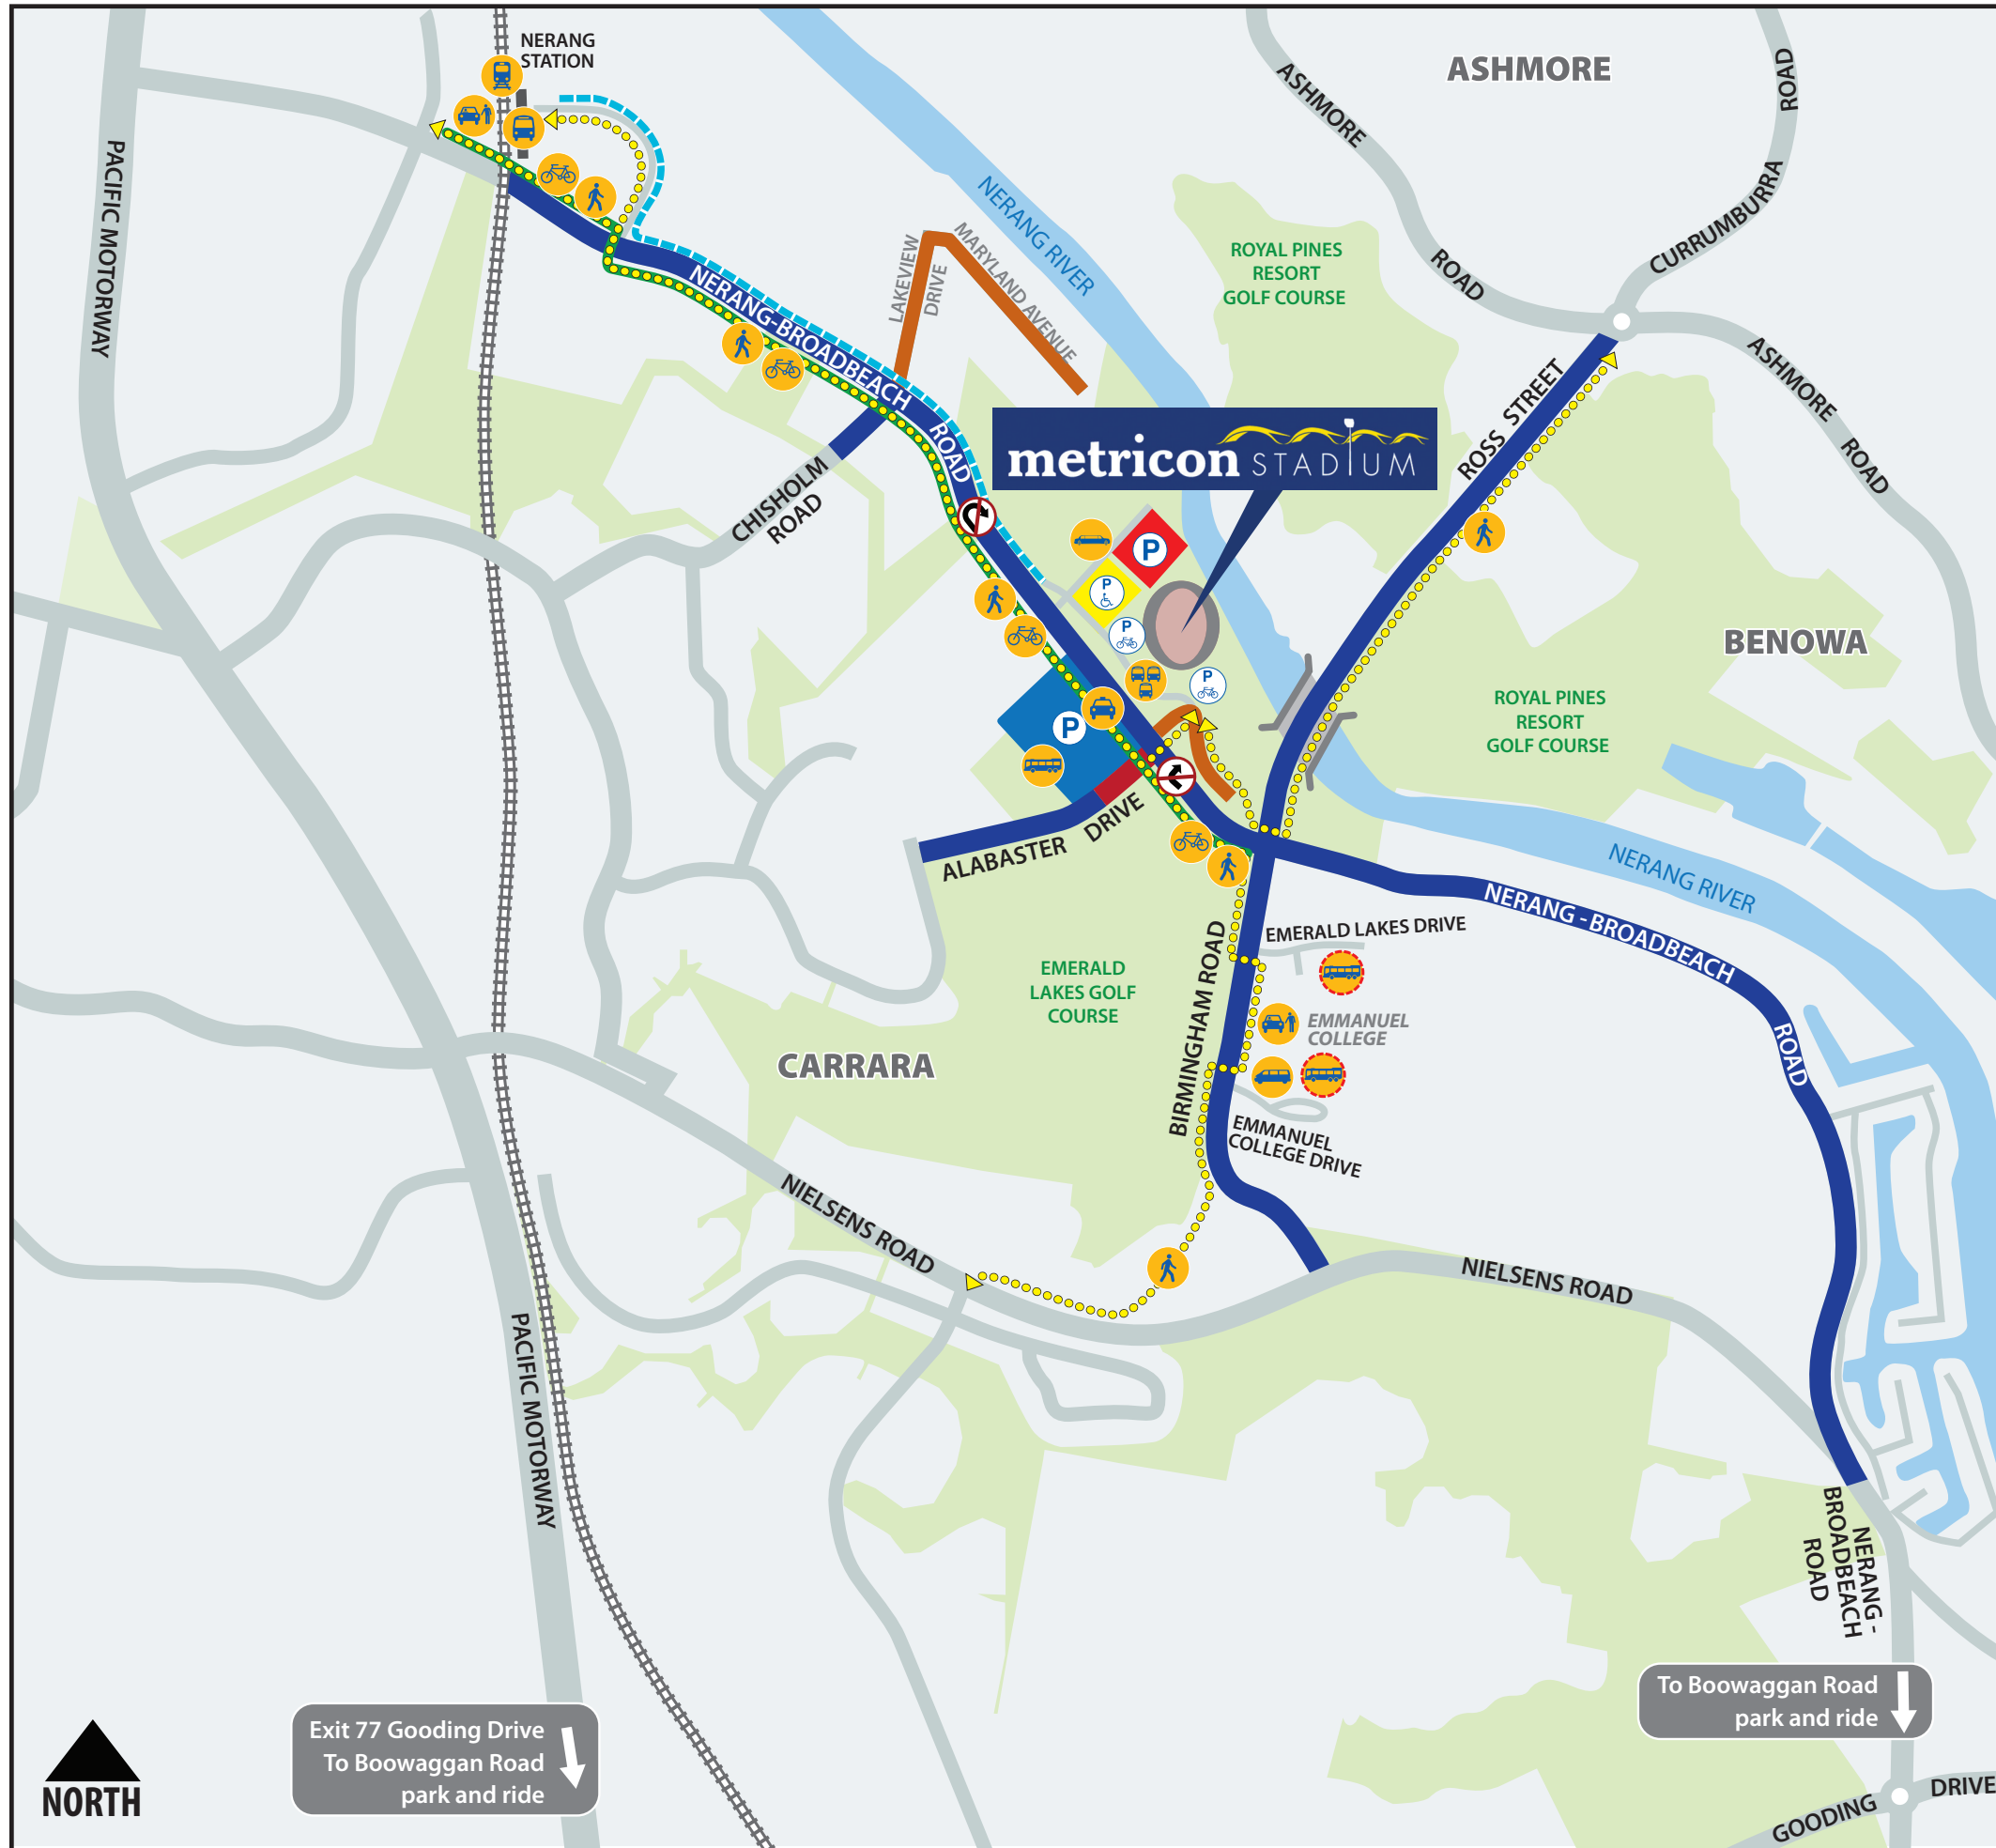 NERANG
STATION
ASHMORE
ASHMORE
ROAD
ROAD
CURRUMBURRA
PACIFIC MOTORWAY
NERANG RIVER
ROYAL PINES
RESORT
GOLF COURSE
LAKEVIEW
DRIVE
MARYLAND AVENUE
NERANG-BROADBEACH
ROAD
ASHMORE
ROAD
ROSS STREET
metricon STADIUM
CHISHOLM
ROAD
P
P
P
P
P
BENOWA
ROYAL PINES
RESORT
GOLF COURSE
ALABASTER DRIVE
NERANG RIVER
NERANG - BROADBEACH
ROAD
EMERALD LAKES DRIVE
BIRMINGHAM ROAD
EMERALD
LAKES GOLF
COURSE
EMMANUEL
COLLEGE
CARRARA
EMMANUEL
COLLEGE DRIVE
NIELSENS ROAD
NIELSENS ROAD
PACIFIC MOTORWAY
NERANG -
BROADBEACH
ROAD
To Boowaggan Road
park and ride
Exit 77 Gooding Drive
To Boowaggan Road
park and ride
NORTH
GOODING
DRIVE